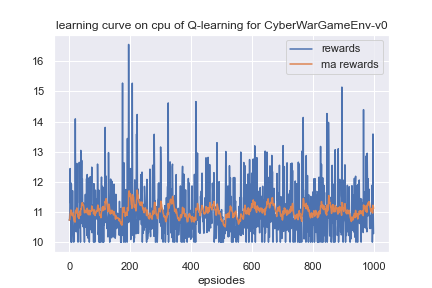 learning curve on cpu of Q-learning for CyberWarGameEnv-v0
rewards
ma rewards
16
15
14
13
12
11
10
0 200 400 600 800 1000
epsiodes